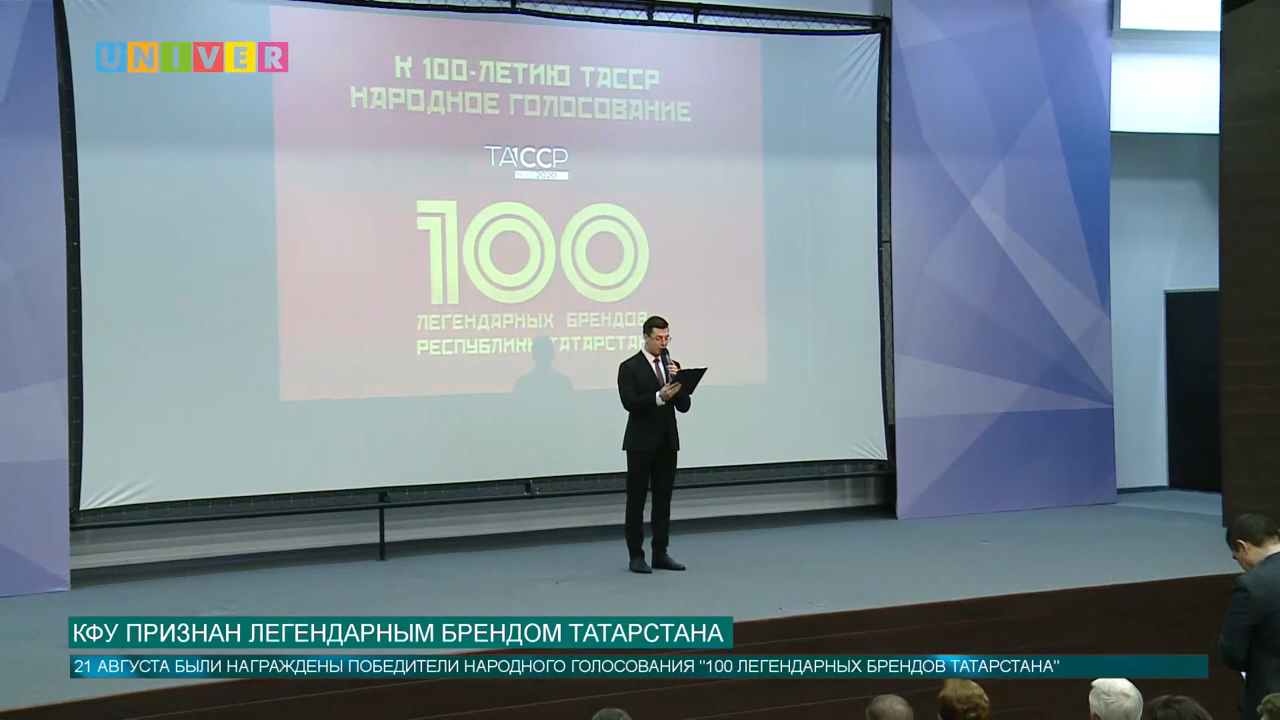 UNIVER
К 100-ЛЕТИЮ ТАССР
НАРОДНОЕ ГОЛОСОВАНИЕ
ТАССР
2020
100
ЛЕГЕНДАРНЫХ БРЕНДОВ
РЕСПУБЛИКИ ТАТАРСТАН
КФУ ПРИЗНАН ЛЕГЕНДАРНЫМ БРЕНДОМ ТАТАРСТАНА
21 АВГУСТА БЫЛИ НАГРАЖДЕНЫ ПОБЕДИТЕЛИ НАРОДНОГО ГОЛОСОВАНИЯ "100 ЛЕГЕНДАРНЫХ БРЕНДОВ ТАТАРСТАНА"